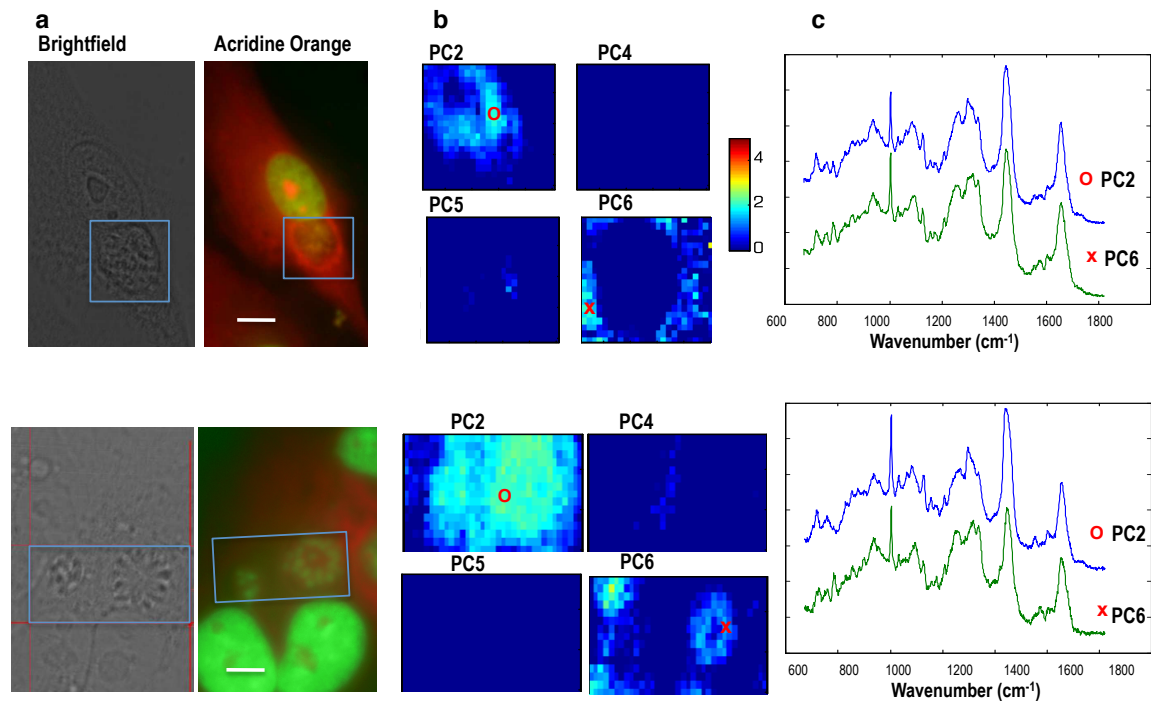 a
b
c
Brightfield
Acridine Orange
PC2
PC4
O
PC5
PC6
x
4
2
0
O PC2
x PC6
600 800 1000 1200 1400 1600 1800
Wavenumber (cm-1)
PC2
PC4
O
PC5
PC6
x
O PC2
x PC6
600 800 1000 1200 1400 1600 1800
Wavenumber (cm-1)